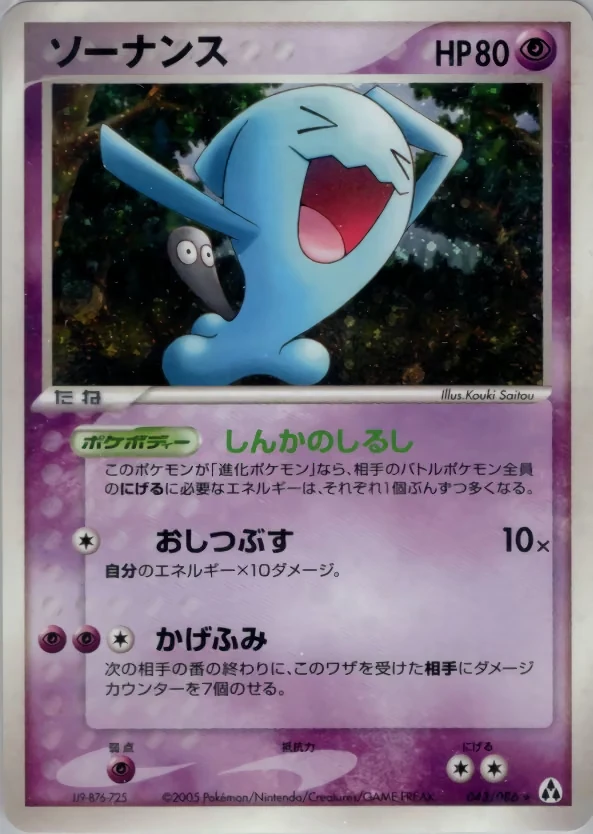 ソーナンス HP80
たね Illus.Kouki Saitou
ポケボディー しんかのしるし
このポケモンが「進化ポケモン」なら、相手のバトルポケモン全員
のにげるに必要なエネルギーは、それぞれ1個ぶんずつ多くなる。
おしつぶす 10×
自分のエネルギー×10ダメージ。
かげふみ
次の相手の番の終わりに、このワザを受けた相手にダメージ
カウンターを7個のせる。
弱点 抵抗力 にげる
119-B76-725 ©2005 Pokémon/Nintendo/Creatures/GAME FREAK. 043/086 ★